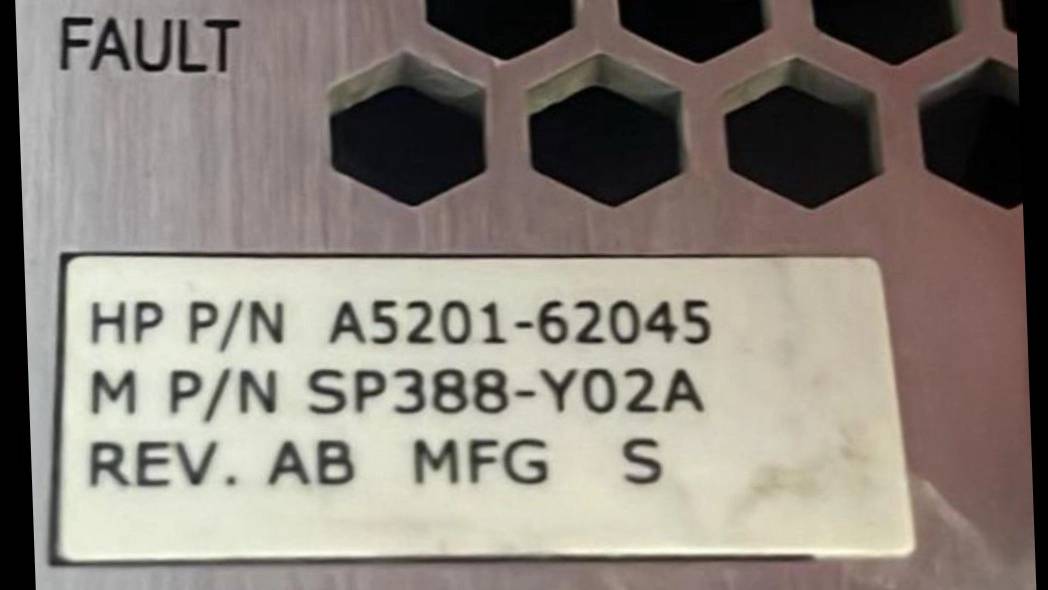 FAULT
HP P/N A5201-62045
M P/N SP388-Y02A
REV. AB MFG S